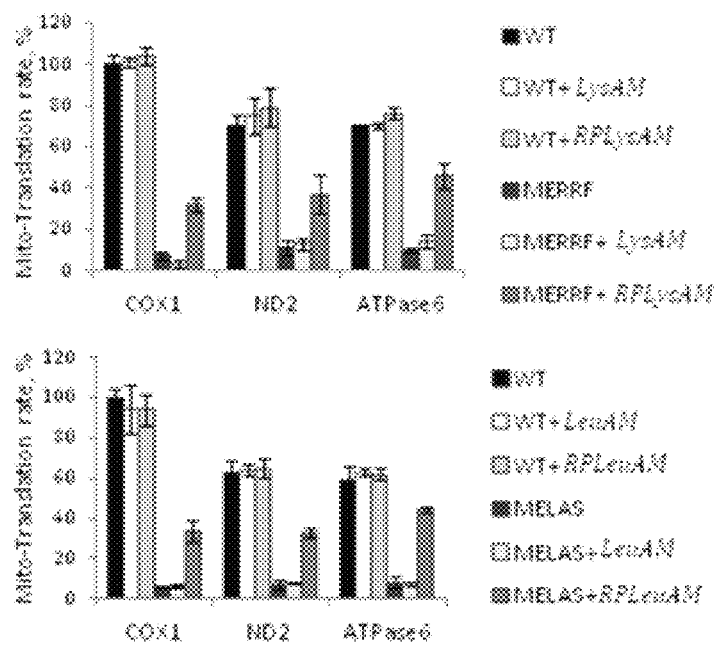 120
100
80
60
40
20
0
Mito-Translation rate, %
COX1 ND2 ATPase6
WT
WT+ LysAM
WT+ RPLysAM
MERRF
MERRF+ LysAM
MERRF+ RPLysAM
120
100
80
60
40
20
0
Mito-Translation rate, %
COX1 ND2 ATPase6
WT
WT+LeuAM
WT+RPLeuAM
MELAS
MELAS+LeuAM
MELAS+RPLeuAM